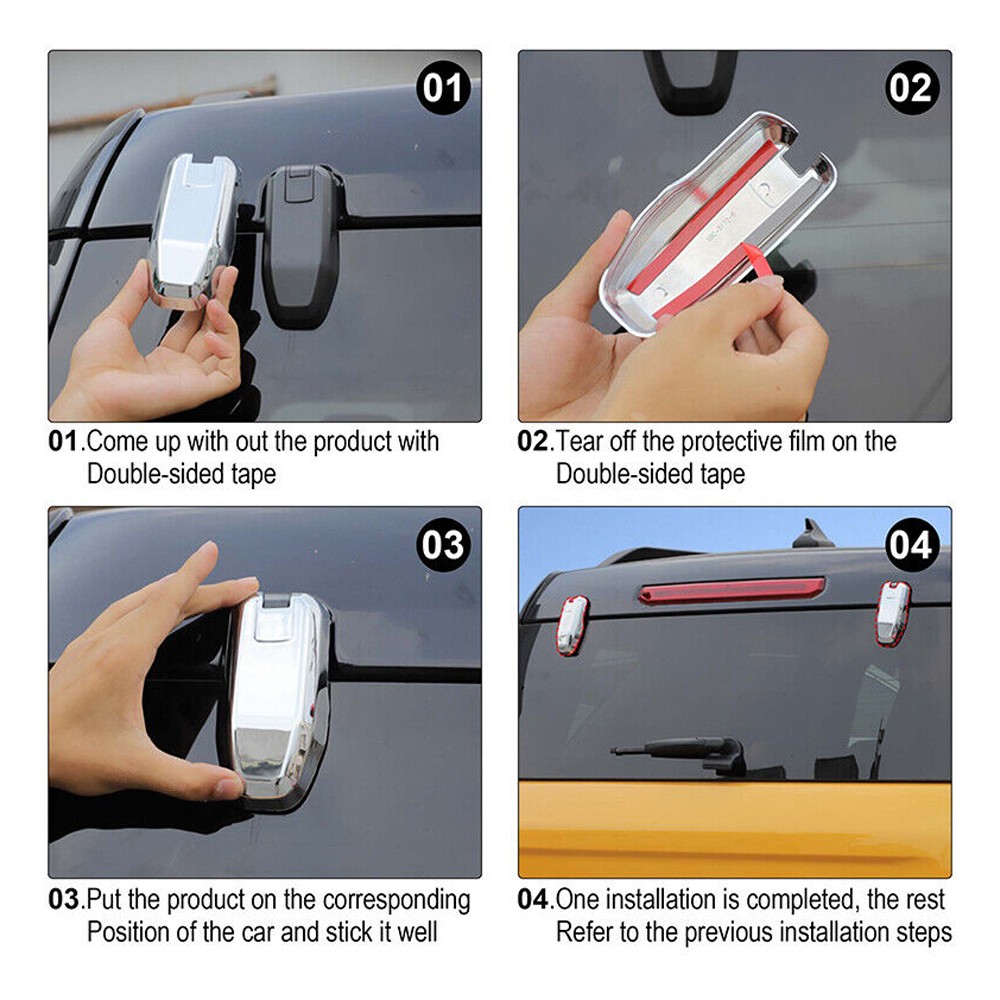 01
02
01.Come up with out the product with
Double-sided tape
02.Tear off the protective film on the
Double-sided tape
03
04
03.Put the product on the corresponding
Position of the car and stick it well
04.One installation is completed, the rest
Refer to the previous installation steps